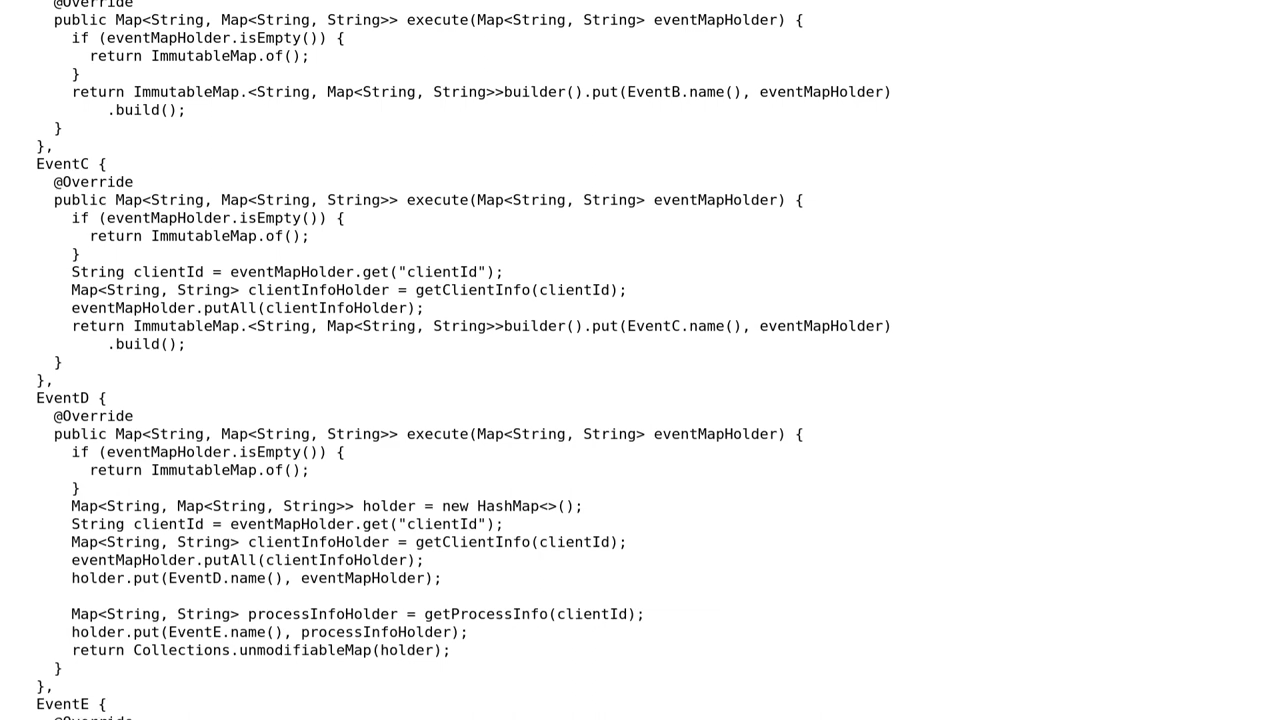 @Override
public Map<String, Map<String, String>> execute(Map<String, String> eventMapHolder) {
if (eventMapHolder.isEmpty()) {
return ImmutableMap.of();
}
return ImmutableMap.<String, Map<String, String>>builder().put(EventB.name(), eventMapHolder)
.build();
}
},
EventC {
@Override
public Map<String, Map<String, String>> execute(Map<String, String> eventMapHolder) {
if (eventMapHolder.isEmpty()) {
return ImmutableMap.of();
}
String clientId = eventMapHolder.get("clientId");
Map<String, String> clientInfoHolder = getClientInfo(clientId);
eventMapHolder.putAll(clientInfoHolder);
return ImmutableMap.<String, Map<String, String>>builder().put(EventC.name(), eventMapHolder)
.build();
}
},
EventD {
@Override
public Map<String, Map<String, String>> execute(Map<String, String> eventMapHolder) {
if (eventMapHolder.isEmpty()) {
return ImmutableMap.of();
}
Map<String, Map<String, String>> holder = new HashMap<>();
String clientId = eventMapHolder.get("clientId");
Map<String, String> clientInfoHolder = getClientInfo(clientId);
eventMapHolder.putAll(clientInfoHolder);
holder.put(EventD.name(), eventMapHolder);
Map<String, String> processInfoHolder = getProcessInfo(clientId);
holder.put(EventE.name(), processInfoHolder);
return Collections.unmodifiableMap(holder);
}
},
EventE {
@Override